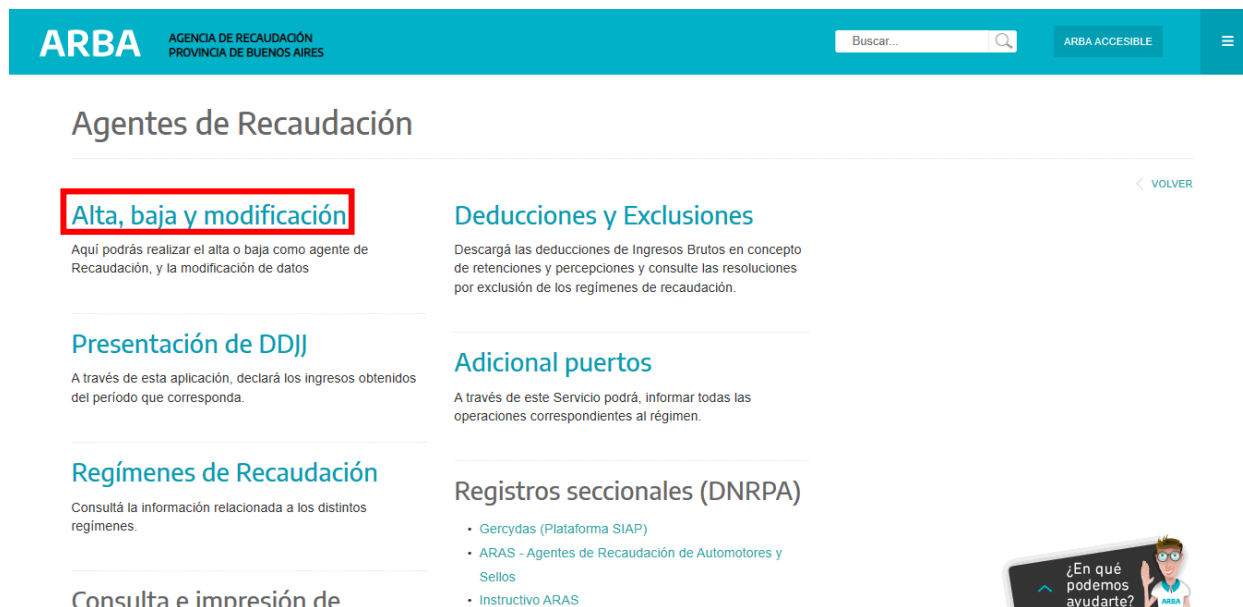 ARBA
AGENCIA DE RECAUDACIÓN
PROVINCIA DE BUENOS AIRES
Buscar...
ARBA ACCESIBLE
Agentes de Recaudación
VOLVER
Alta, baja y modificación
Aquí podrás realizar el alta o baja como agente de
Recaudación, y la modificación de datos
Presentación de DDJJ
A través de esta aplicación, declará los ingresos obtenidos
del período que corresponda.
Regímenes de Recaudación
Consultá la información relacionada a los distintos
regímenes.
Consulta e impresión de
Deducciones y Exclusiones
Descargá las deducciones de Ingresos Brutos en concepto
de retenciones y percepciones y consulte las resoluciones
por exclusión de los regímenes de recaudación.
Adicional puertos
A través de este Servicio podrá, informar todas las
operaciones correspondientes al régimen.
Registros seccionales (DNRPA)
• Gercydas (Plataforma SIAP)
• ARAS - Agentes de Recaudación de Automotores y
Sellos
• Instructivo ARAS
¿En qué
podemos
ayudarte?
ARBA